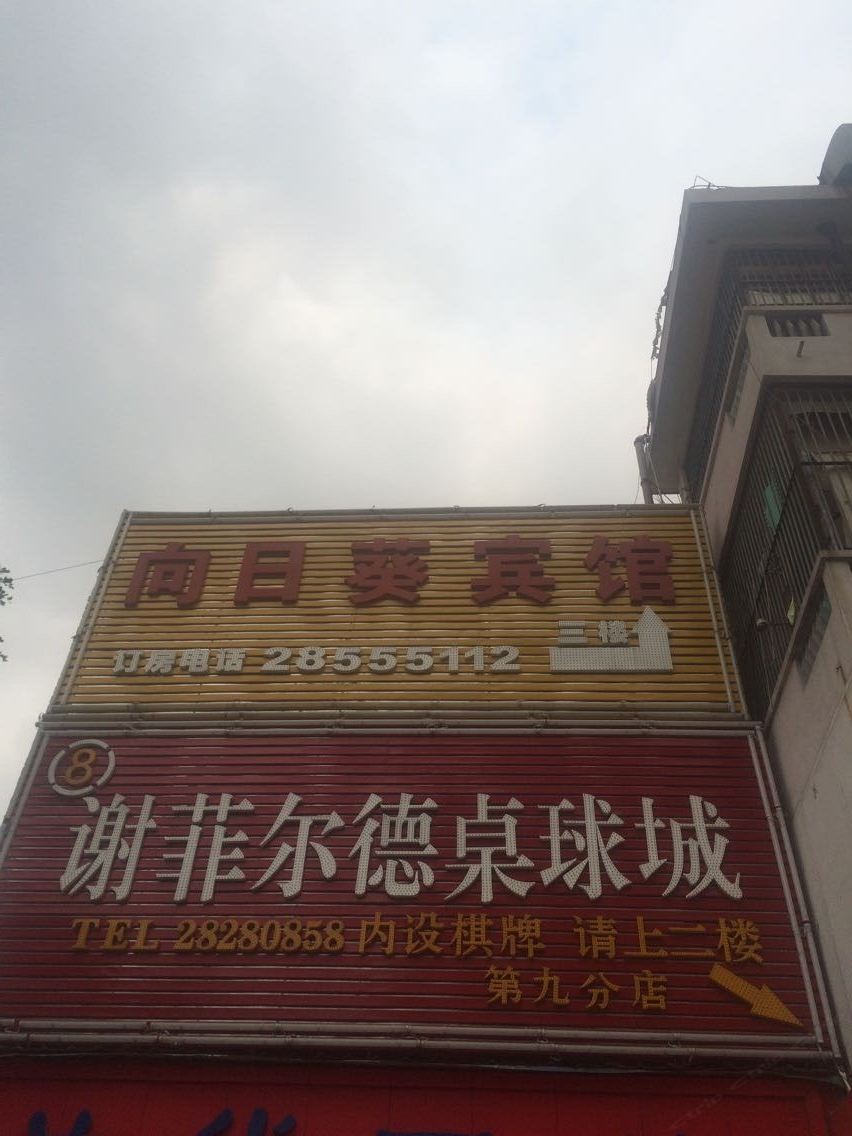 向日葵宾馆
三楼
订房电话 28555112
8
谢菲尔德桌球城
TEL 28280858 内设棋牌 请上二楼
第九分店